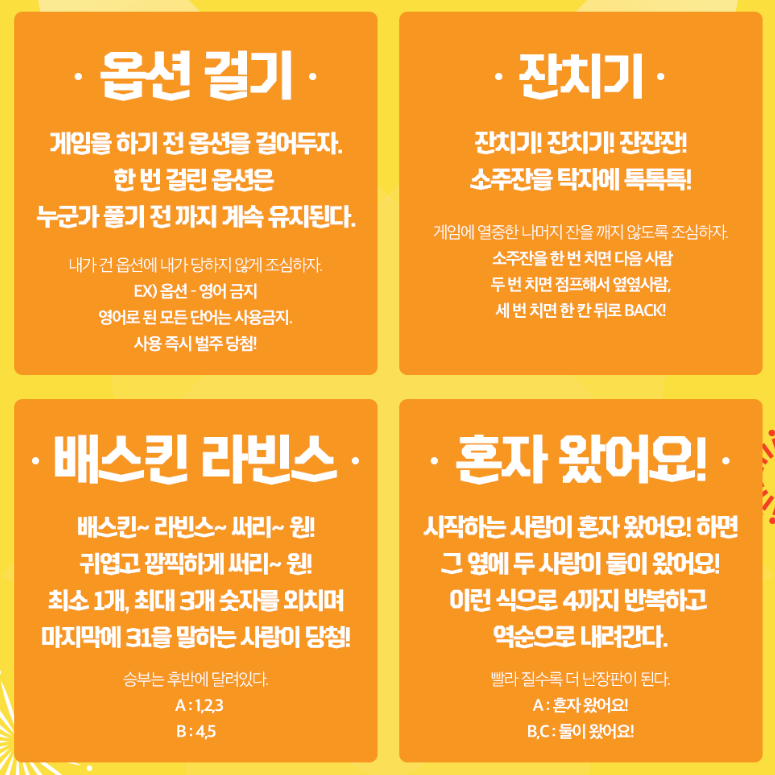 · 옵션 걸기 ·
게임을 하기 전 옵션을 걸어두자.
한 번 걸린 옵션은
누군가 풀기 전 까지 계속 유지된다.
내가 건 옵션에 내가 당하지 않게 조심하자.
EX) 옵션 - 영어 금지
영어로 된 모든 단어는 사용금지.
사용 즉시 벌주 당첨!
· 잔치기 ·
잔치기! 잔치기! 잔잔잔!
소주잔을 탁자에 톡톡톡!
게임에 열중한 나머지 잔을 깨지 않도록 조심하자.
소주잔을 한 번 치면 다음 사람
두 번 치면 점프해서 옆옆사람,
세 번 치면 한 칸 뒤로 BACK!
· 배스킨 라빈스 ·
배스킨~ 라빈스~ 써리~ 원!
귀엽고 깜찍하게 써리~ 원!
최소 1개, 최대 3개 숫자를 외치며
마지막에 31을 말하는 사람이 당첨!
승부는 후반에 달려있다.
A : 1,2,3
B : 4,5
· 혼자 왔어요! ·
시작하는 사람이 혼자 왔어요! 하면
그 옆에 두 사람이 둘이 왔어요!
이런 식으로 4까지 반복하고
역순으로 내려간다.
빨라 질수록 더 난장판이 된다.
A : 혼자 왔어요!
B,C : 둘이 왔어요!